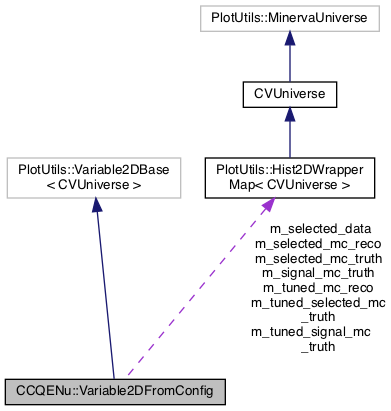 PlotUtils::MinervaUniverse
CVUniverse
PlotUtils::Variable2DBase
< CVUniverse >
PlotUtils::Hist2DWrapper
Map< CVUniverse >
m_selected_data
m_selected_mc_reco
m_selected_mc_truth
m_signal_mc_truth
m_tuned_mc_reco
m_tuned_selected_mc
_truth
m_tuned_signal_mc
_truth
CCQENu::Variable2DFromConfig